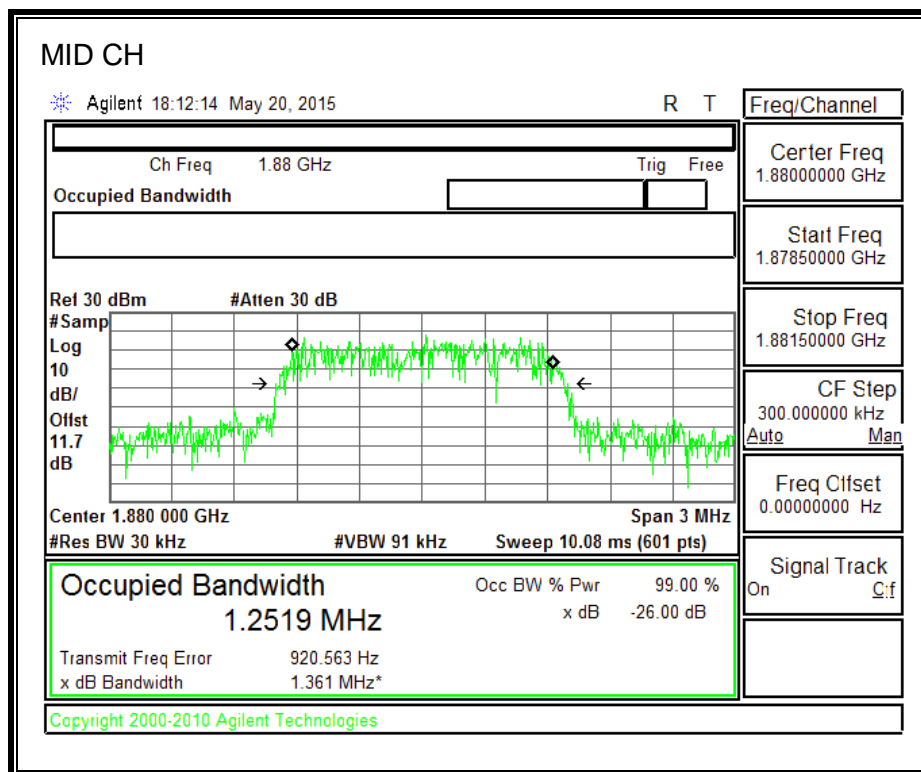 MID CH
Agilent 18:12:14 May 20, 2015 R T
Freq/Channel
Ch Freq 1.88 GHz Trig Free
Occupied Bandwidth
Center Freq
1.88000000 GHz
Start Freq
1.87850000 GHz
Stop Freq
1.88150000 GHz
CF Step
300.000000 kHz
Auto Man
Freq Offset
0.00000000 Hz
Signal Track
On Off
Ref 30 dBm #Atten 30 dB
#Samp
Log
10
dB/
Offst
11.7
dB
Center 1.880 000 GHz Span 3 MHz
#Res BW 30 kHz #VBW 91 kHz Sweep 10.08 ms (601 pts)
Occupied Bandwidth
1.2519 MHz
Occ BW % Pwr 99.00 %
x dB -26.00 dB
Transmit Freq Error 920.563 Hz
x dB Bandwidth 1.361 MHz*
Copyright 2000-2010 Agilent Technologies